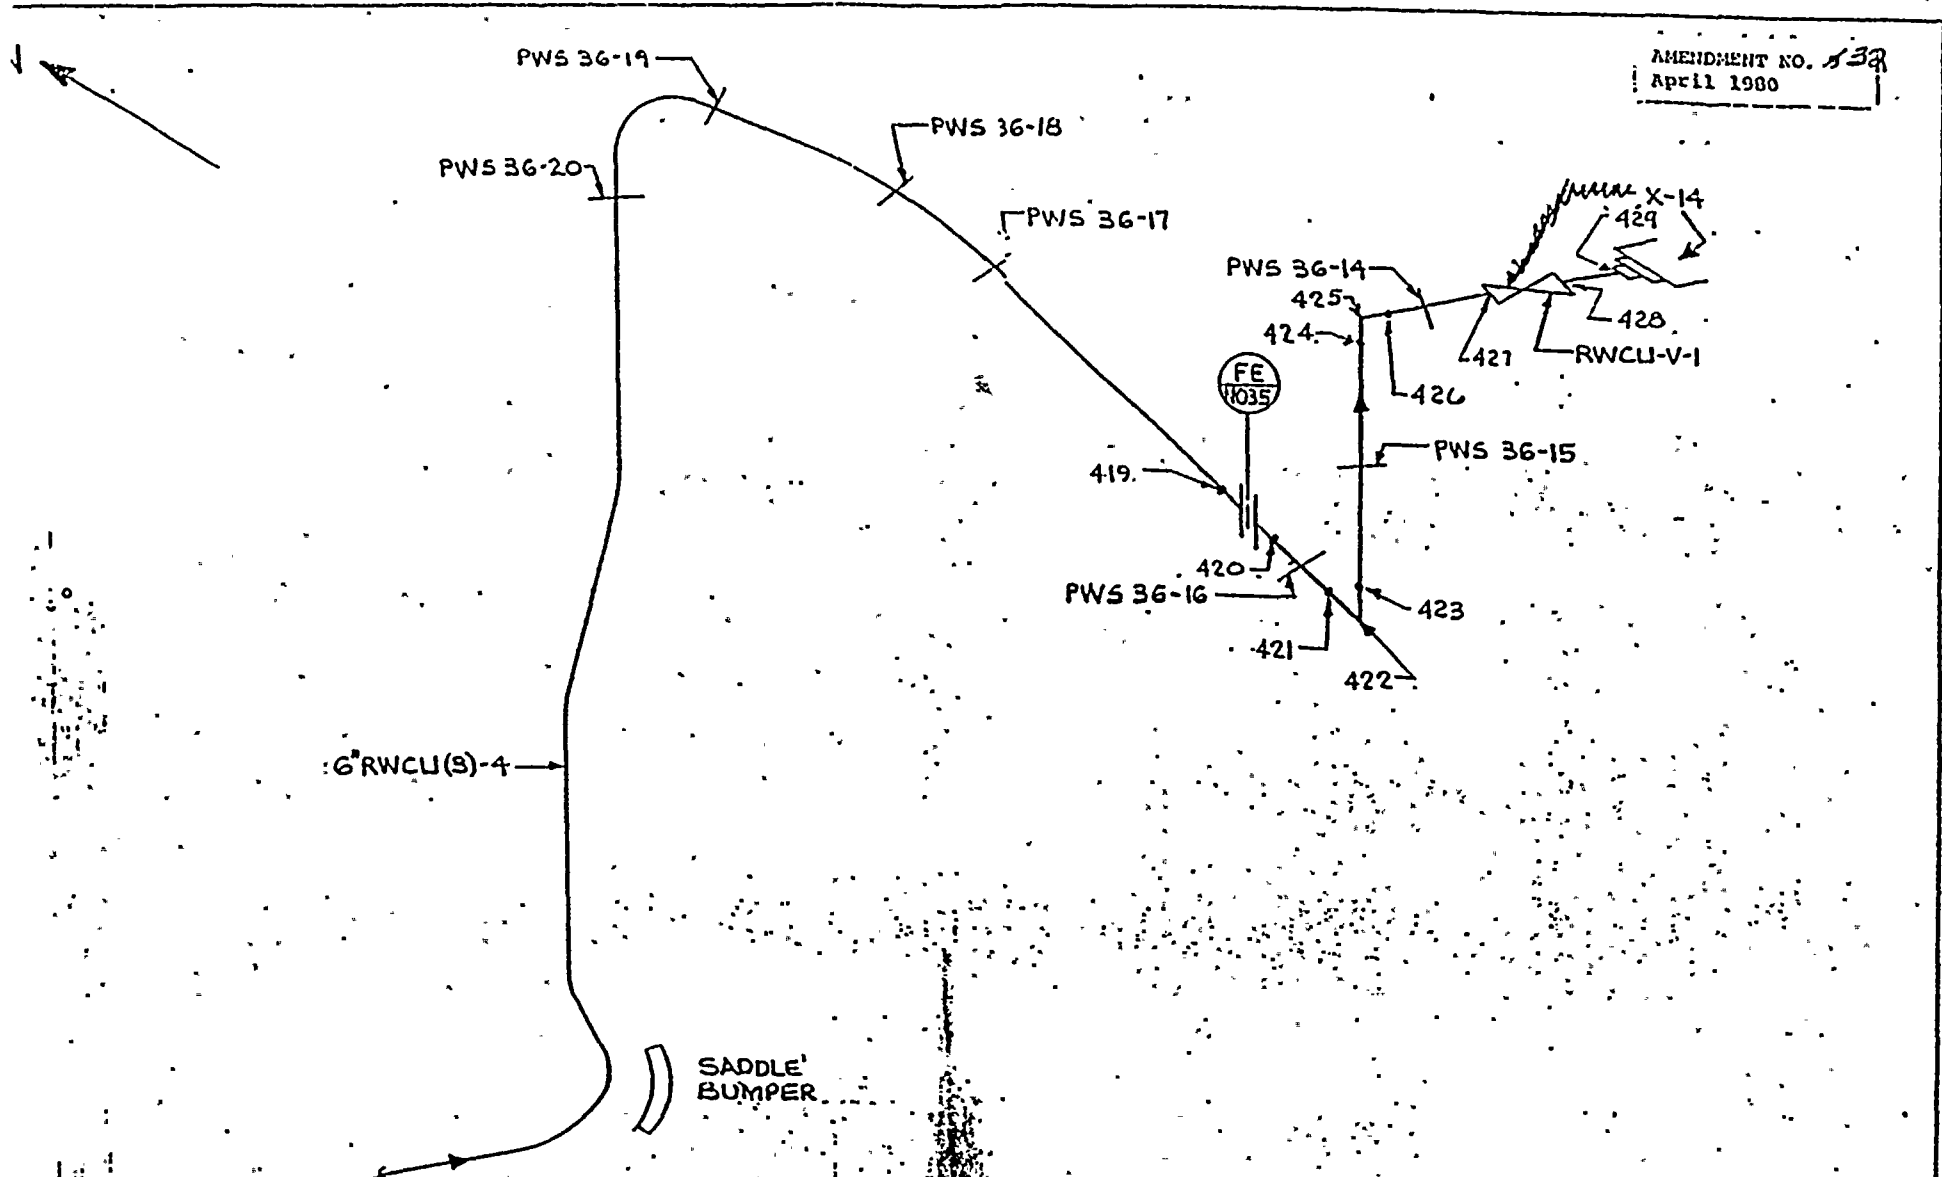 AMENDMENT NO.
April 1980
PWS 36-19
PWS 36-18
PWS 36-20
PWS 36-17
X-14
429
PWS 36-14
425
424
428
427
RWCU-V-1
426
FE
PWS 36-15
419
420
PWS 36-16
423
421
422
6"RWCU(3)-4
SADDLE
BUMPER